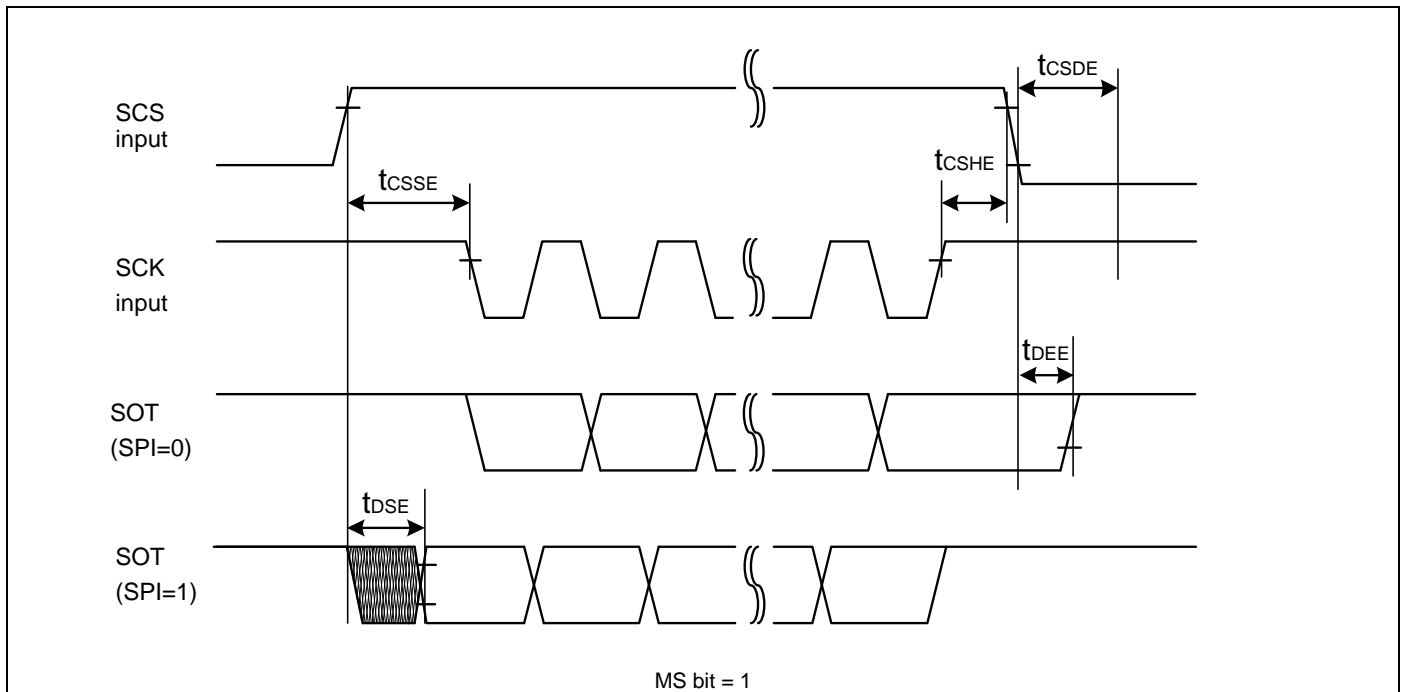 tCSDE
SCS
input
tCSHE
tCSSE
SCK
input
tDEE
SOT
(SPI=0)
tDSE
SOT
(SPI=1)
MS bit = 1